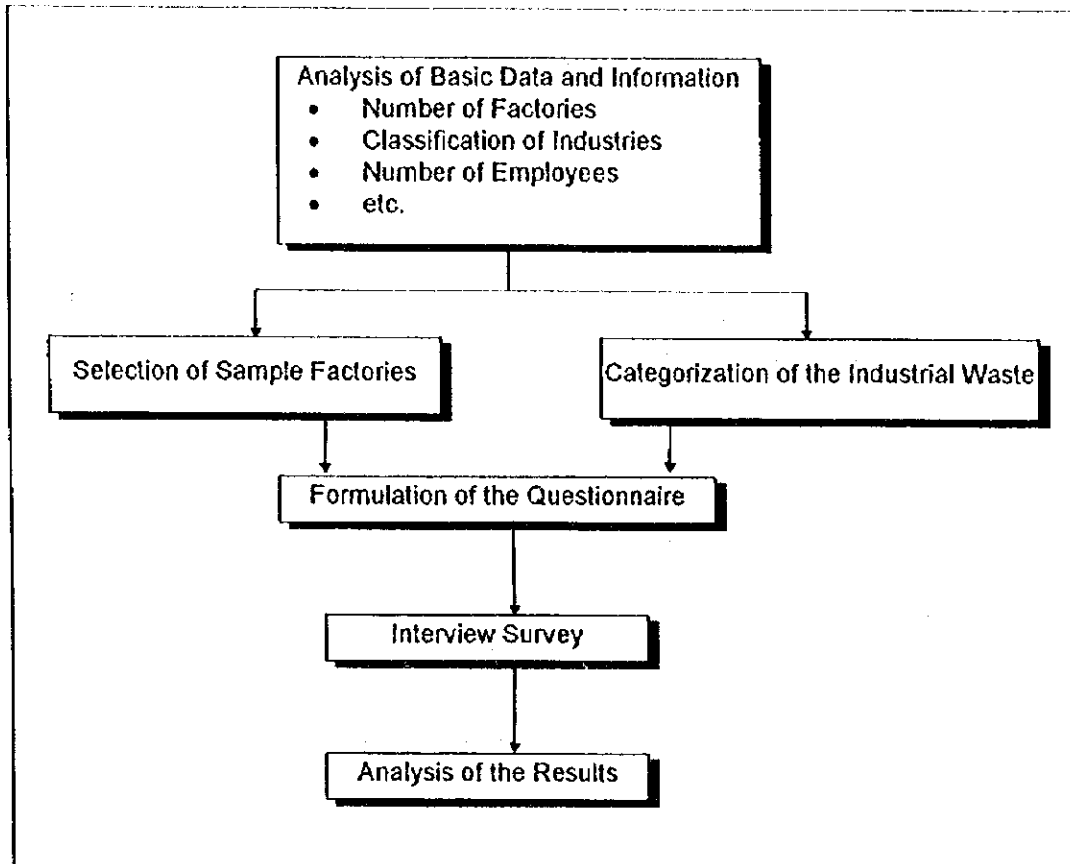 Analysis of Basic Data and Information
• Number of Factories
• Classification of Industries
• Number of Employees
• etc.
Selection of Sample Factories
Categorization of the Industrial Waste
Formulation of the Questionnaire
Interview Survey
Analysis of the Results